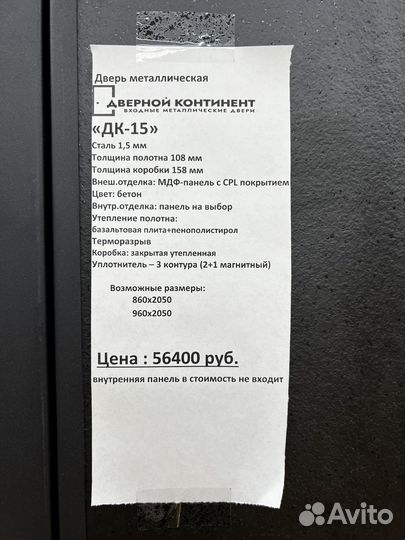 Дверь металлическая
ДВЕРНОЙ КОНТИНЕНТ
ВХОДНЫЕ МЕТАЛЛИЧЕСКИЕ ДВЕРИ
«ДК-15»
Сталь 1,5 мм
Толщина полотна 108 мм
Толщина коробки 158 мм
Внеш.отделка: МДФ-панель с CPL покрытием
Цвет: бетон
Внутр.отделка: панель на выбор
Утепление полотна:
базальтовая плита+пенополистирол
Терморазрыв
Коробка: закрытая утепленная
Уплотнитель – 3 контура (2+1 магнитный)
Возможные размеры:
860х2050
960х2050
Цена : 56400 руб.
внутренняя панель в стоимость не входит
Avito